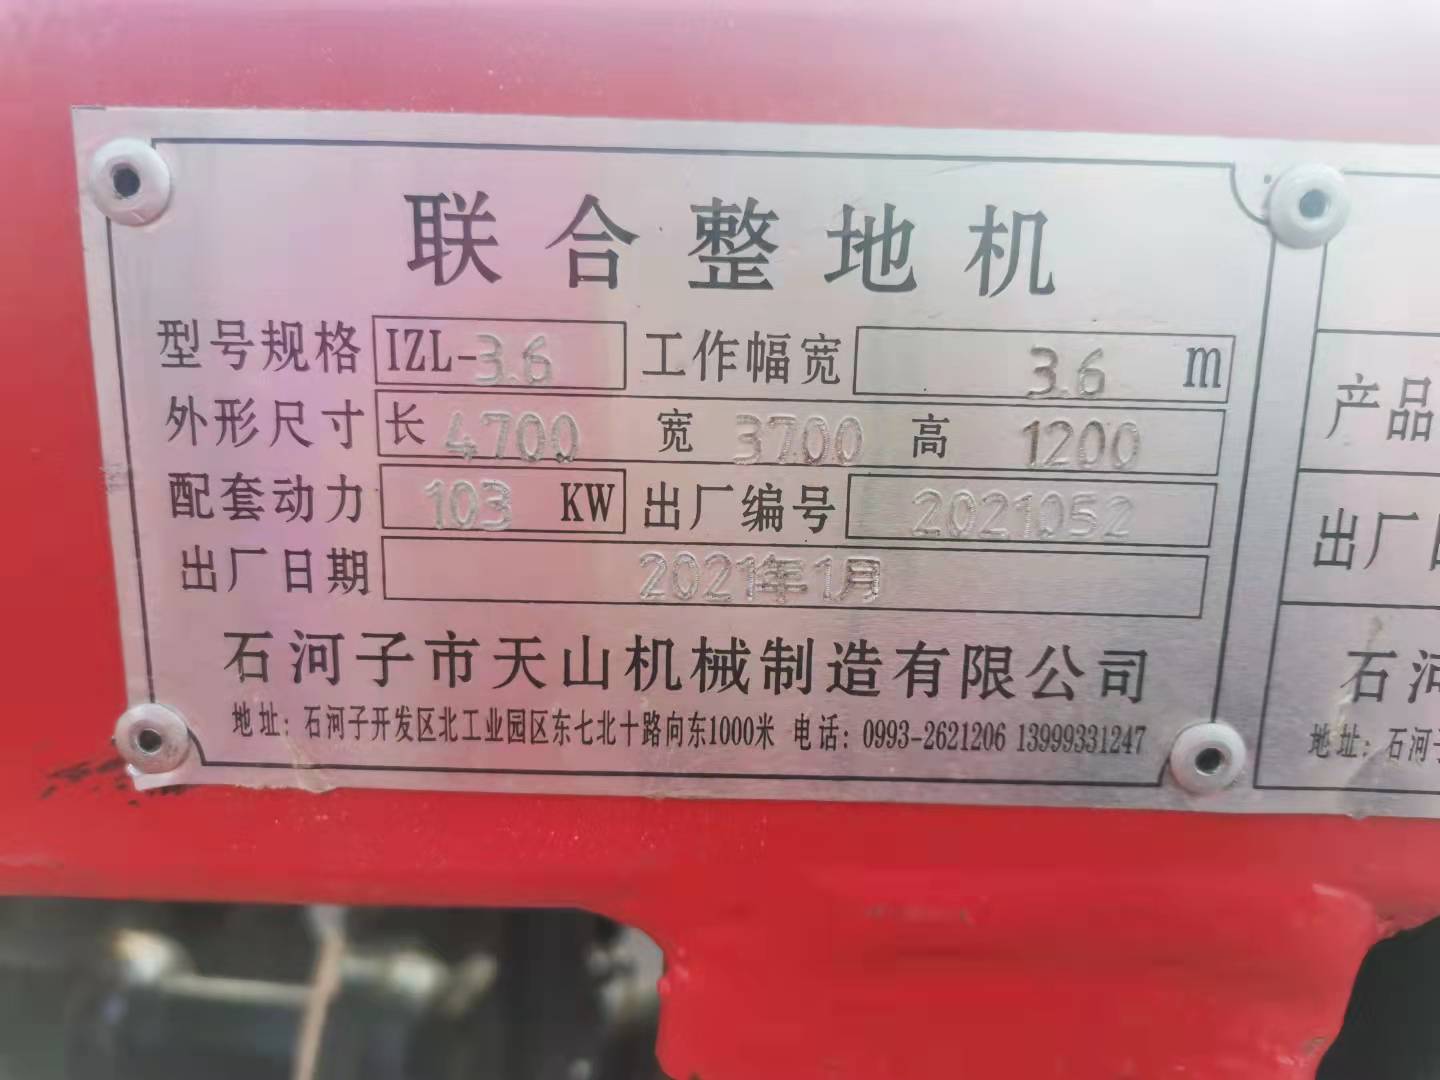 联合整地机
型号规格 IZL-3.6 工作幅宽 3.6 m
外形尺寸 长 4700 宽 3700 高 1200
配套动力 103 KW 出厂编号 2021052
出厂日期 2021年1月
石河子市天山机械制造有限公司
地址：石河子开发区北工业园区东七北十路向东1000米 电话：0993-2621206 13999331247
产品
出厂
石河
地址：石河子